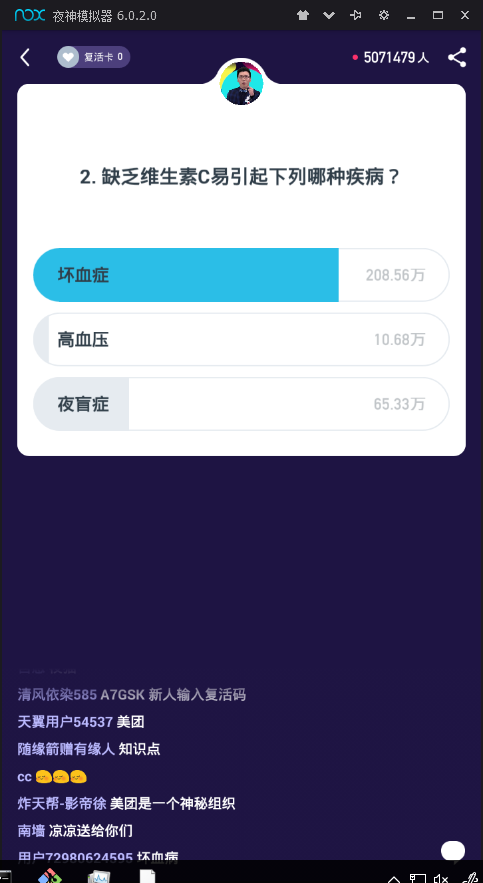 nox 夜神模拟器 6.0.2.0
复活卡 0
5071479 人
2. 缺乏维生素C易引起下列哪种疾病？
坏血症 208.56万
高血压 10.68万
夜盲症 65.33万
清风依染585 A7GSK 新人输入复活码
天翼用户54537 美团
随缘箭赠有缘人 知识点
cc
炸天帮-影帝徐 美团是一个神秘组织
南墙 凉凉送给你们
用户72980624595 坏血病